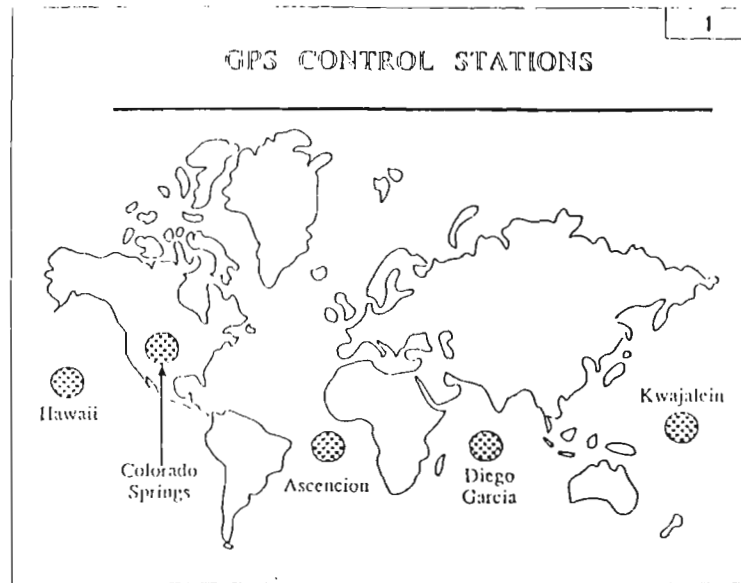 1
GPS CONTROL STATIONS
Kwajalein
Hawaii
Colorado
Springs
Ascencion
Diego
Garcia